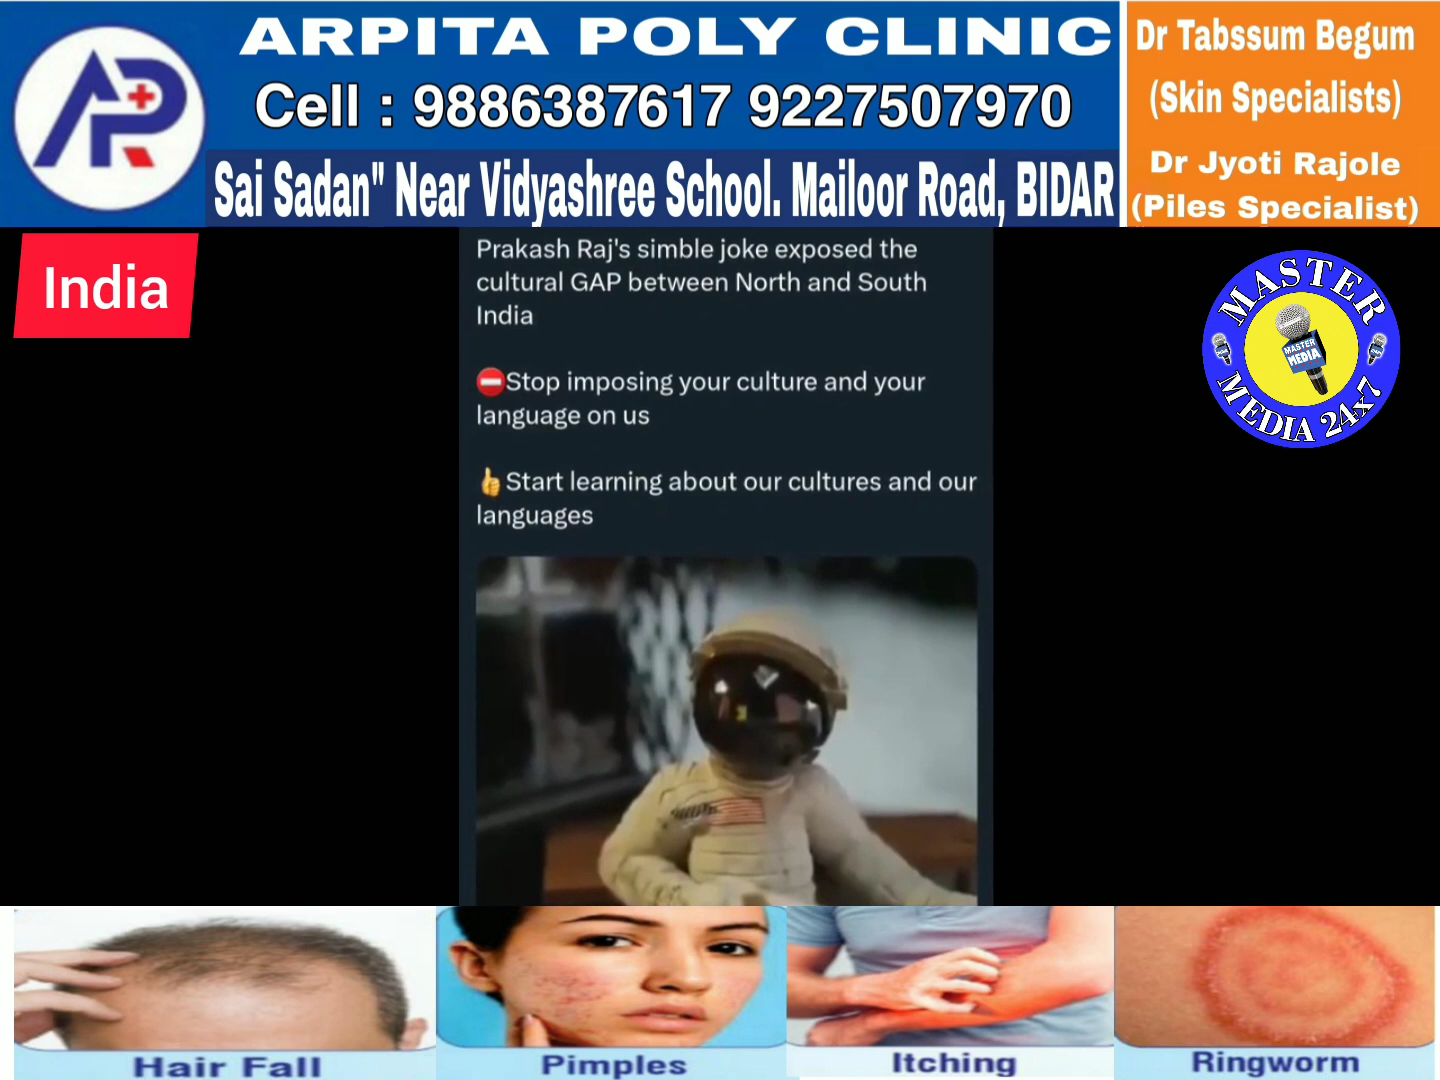 ARPITA POLY CLINIC
Cell : 9886387617 9227507970
Sai Sadan" Near Vidyashree School. Mailoor Road, BIDAR
Dr Tabssum Begum
(Skin Specialists)
Dr Jyoti Rajole
(Piles Specialist)
India
MASTER
MEDIA 24x7
MASTER
MEDIA
Prakash Raj's simble joke exposed the
cultural GAP between North and South
India
⛔Stop imposing your culture and your
language on us
👍Start learning about our cultures and our
languages
Hair Fall
Pimples
Itching
Ringworm